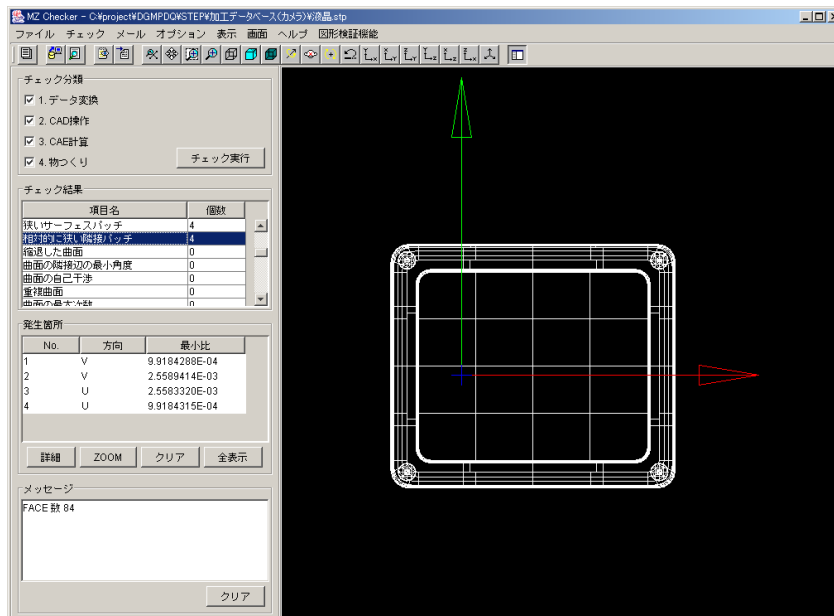 MZ Checker - C:¥project¥DGMPDQ¥STEP¥加工データベース(カメラ)¥液晶.stp
ファイル チェック メール オプション 表示 画面 ヘルプ 図形検証機能
チェック分類
1. データ変換
2. CAD操作
3. CAE計算
4. 物つくり
チェック実行
チェック結果
項目名 個数
狭いサーフェスパッチ 4
相対的に狭い隣接パッチ 4
縮退した曲面 0
曲面の隣接辺の最小角度 0
曲面の自己干渉 0
重複曲面 0
曲面の最大次数 0
発生箇所
No. 方向 最小比
1 V 9.9184288E-04
2 V 2.5589414E-03
3 U 2.5583320E-03
4 U 9.9184315E-04
詳細 ZOOM クリア 全表示
メッセージ
FACE 数 84
クリア